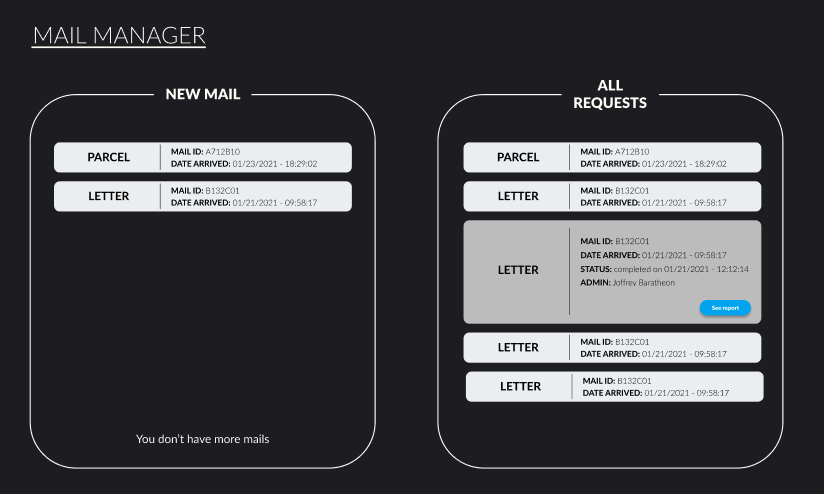 MAIL MANAGER
NEW MAIL
PARCEL
MAIL ID: A712B10
DATE ARRIVED: 01/23/2021 - 18:29:02
LETTER
MAIL ID: B132C01
DATE ARRIVED: 01/21/2021 - 09:58:17
You don't have more mails
ALL
REQUESTS
PARCEL
MAIL ID: A712B10
DATE ARRIVED: 01/23/2021 - 18:29:02
LETTER
MAIL ID: B132C01
DATE ARRIVED: 01/21/2021 - 09:58:17
LETTER
MAIL ID: B132C01
DATE ARRIVED: 01/21/2021 - 09:58:17
STATUS: completed on 01/21/2021 - 12:12:14
ADMIN: Joffrey Baratheon
See report
LETTER
MAIL ID: B132C01
DATE ARRIVED: 01/21/2021 - 09:58:17
LETTER
MAIL ID: B132C01
DATE ARRIVED: 01/21/2021 - 09:58:17